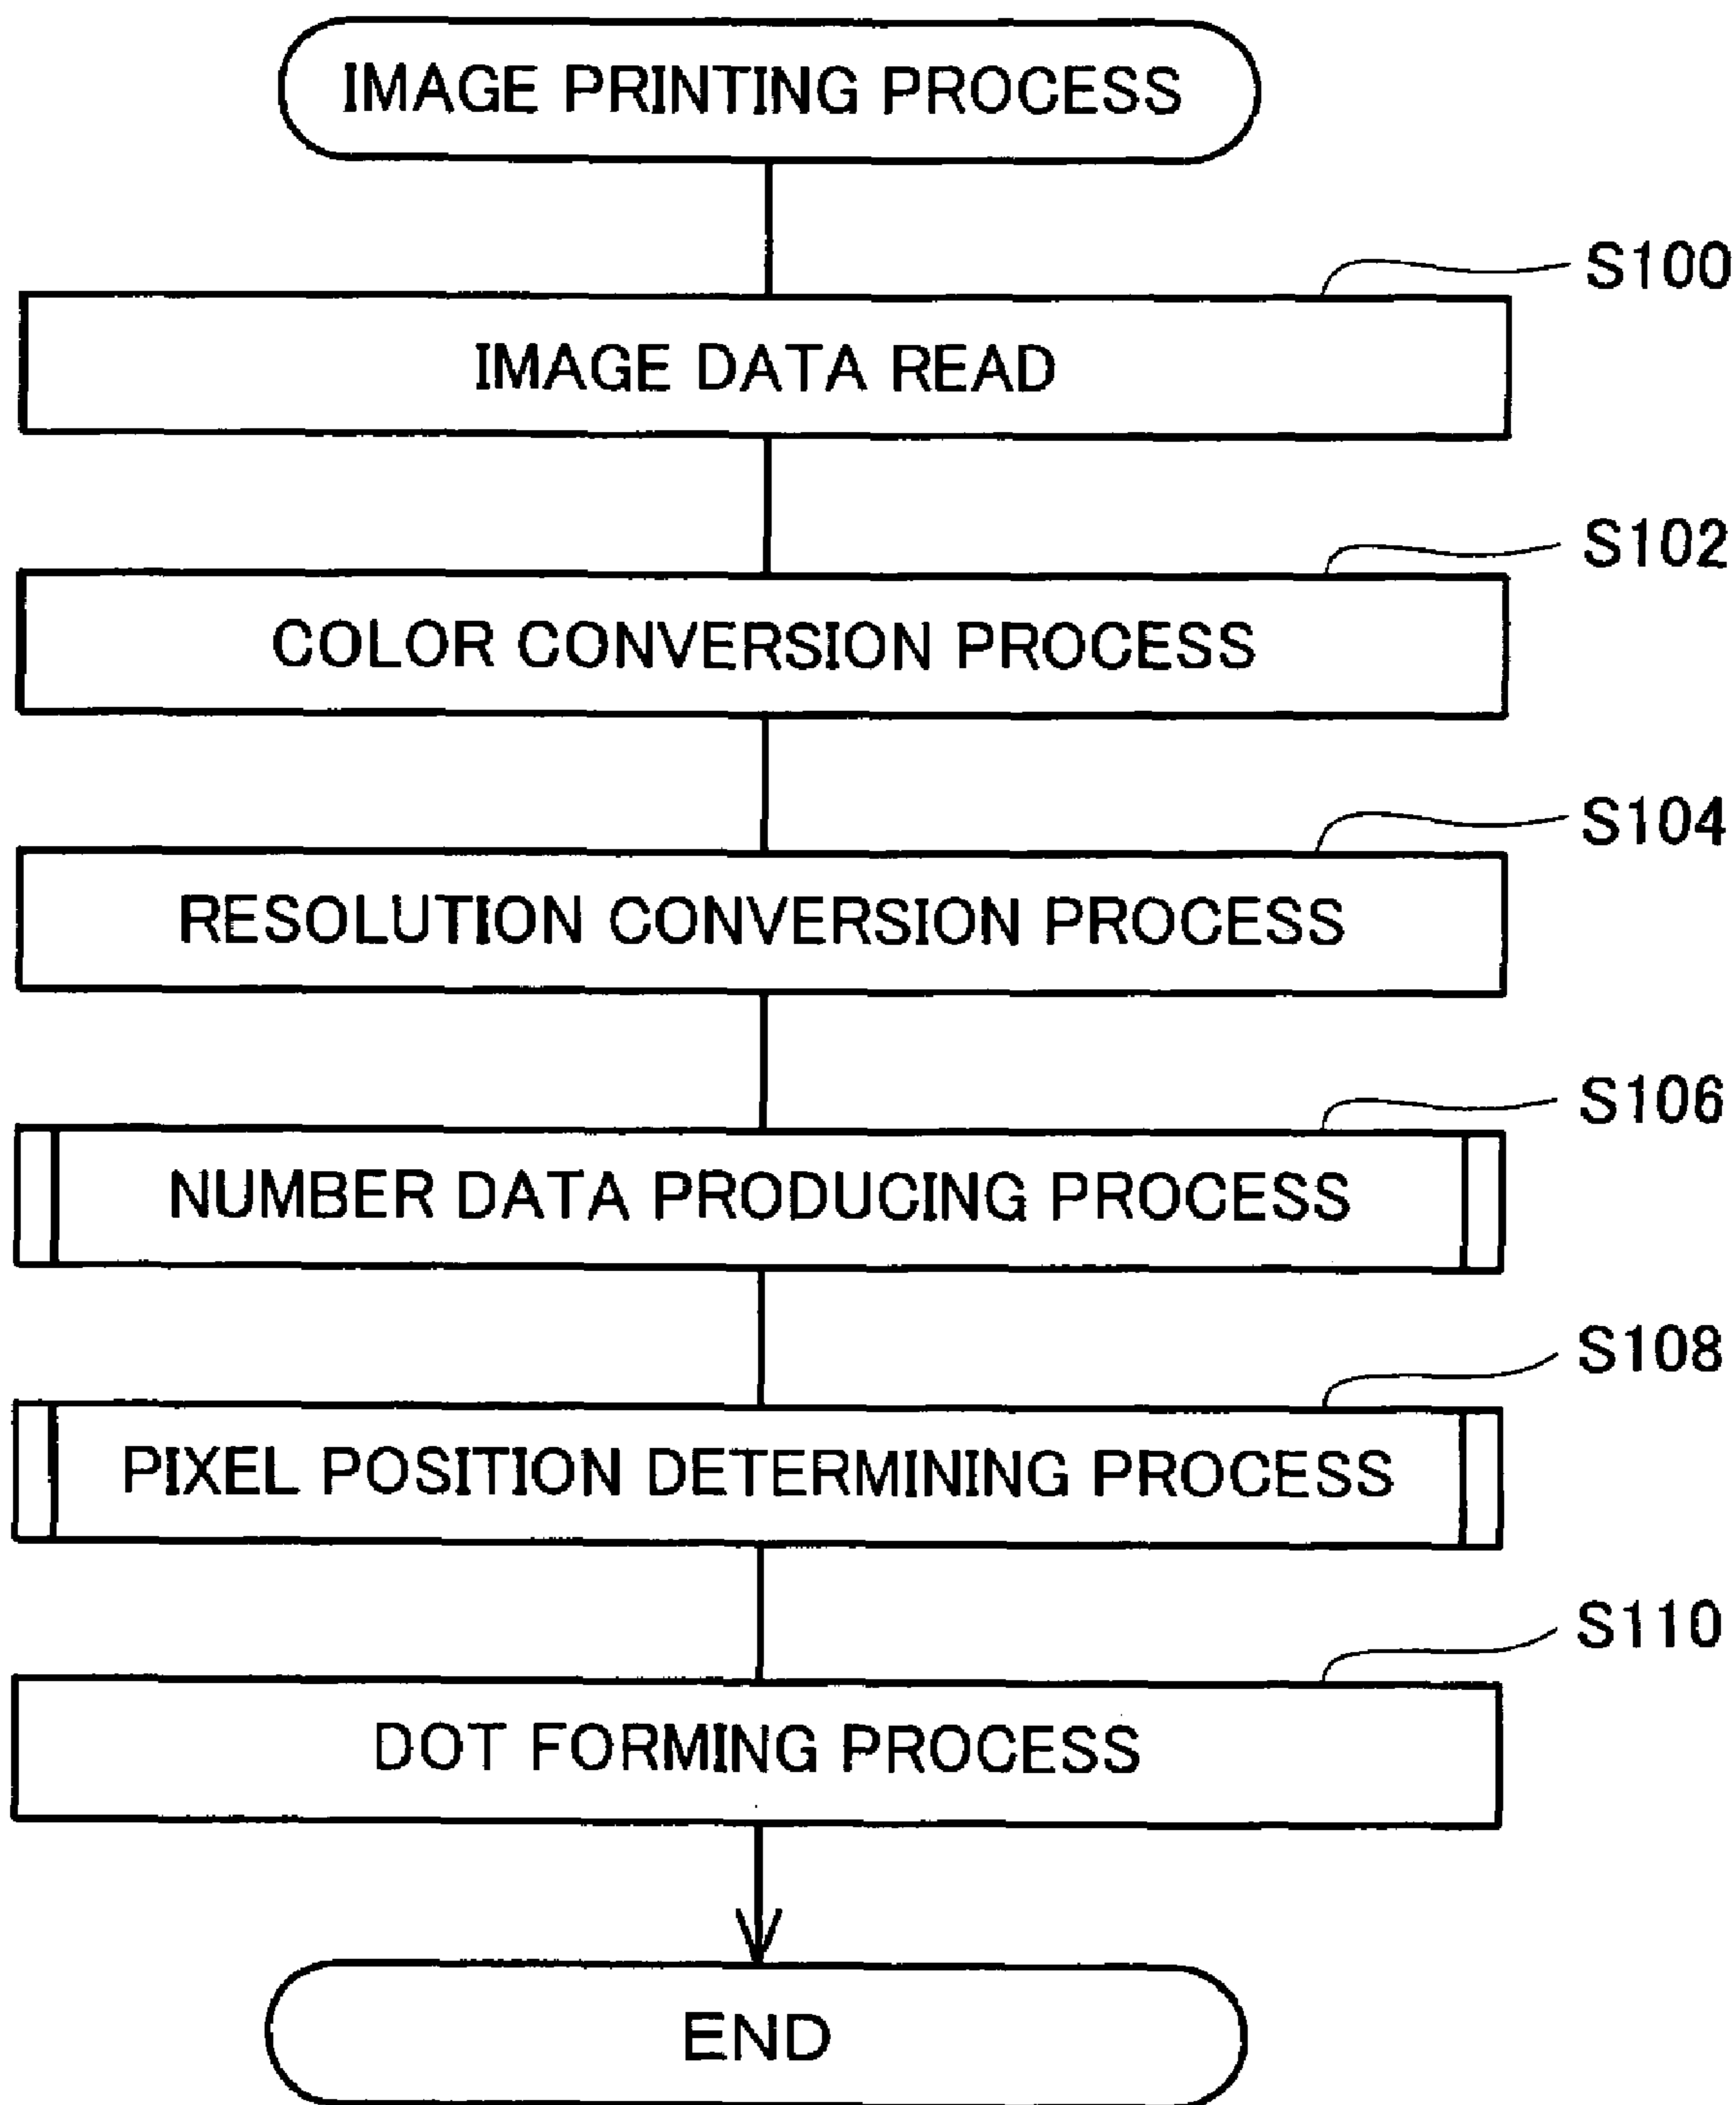 IMAGE PRINTING PROCESS
S100
IMAGE DATA READ
S102
COLOR CONVERSION PROCESS
S104
RESOLUTION CONVERSION PROCESS
S106
NUMBER DATA PRODUCING PROCESS
S108
PIXEL POSITION DETERMINING PROCESS
S110
DOT FORMING PROCESS
END